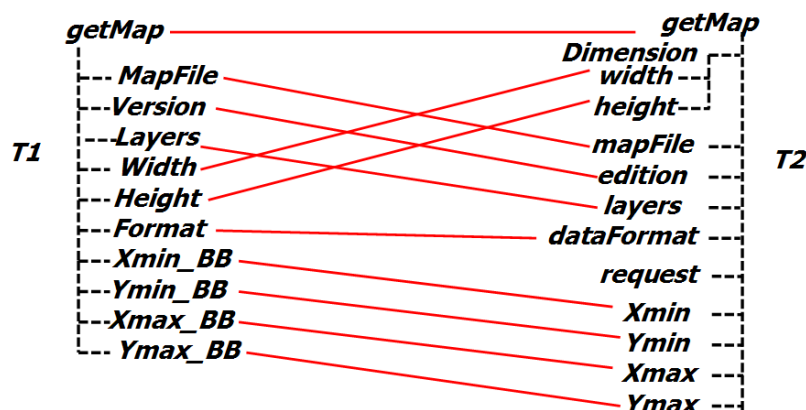 getMap
MapFile
Version
Layers
T1
Width
Height
Format
Xmin_BB
Ymin_BB
Xmax_BB
Ymax_BB
getMap
Dimension
width
height
mapFile
T2
edition
layers
dataFormat
request
Xmin
Ymin
Xmax
Ymax